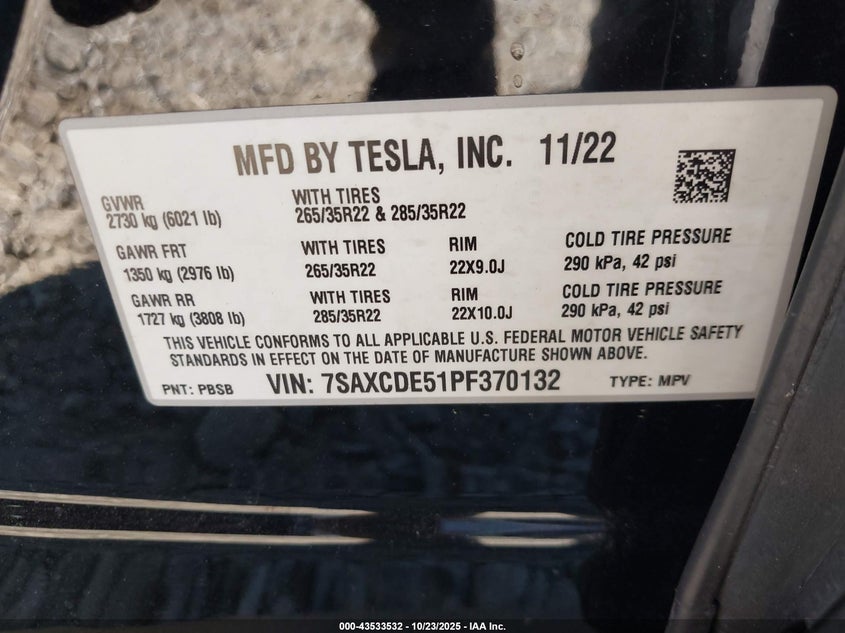 MFD BY TESLA, INC. 11/22
GVWR WITH TIRES
2730 kg (6021 lb) 265/35R22 & 285/35R22
GAWR FRT WITH TIRES RIM COLD TIRE PRESSURE
1350 kg (2976 lb) 265/35R22 22X9.0J 290 kPa, 42 psi
GAWR RR WITH TIRES RIM COLD TIRE PRESSURE
1727 kg (3808 lb) 285/35R22 22X10.0J 290 kPa, 42 psi
THIS VEHICLE CONFORMS TO ALL APPLICABLE U.S. FEDERAL MOTOR VEHICLE SAFETY
STANDARDS IN EFFECT ON THE DATE OF MANUFACTURE SHOWN ABOVE.
PNT: PBSB VIN: 7SAXCDE51PF370132 TYPE: MPV
000-43533532 - 10/23/2025 - IAA Inc.